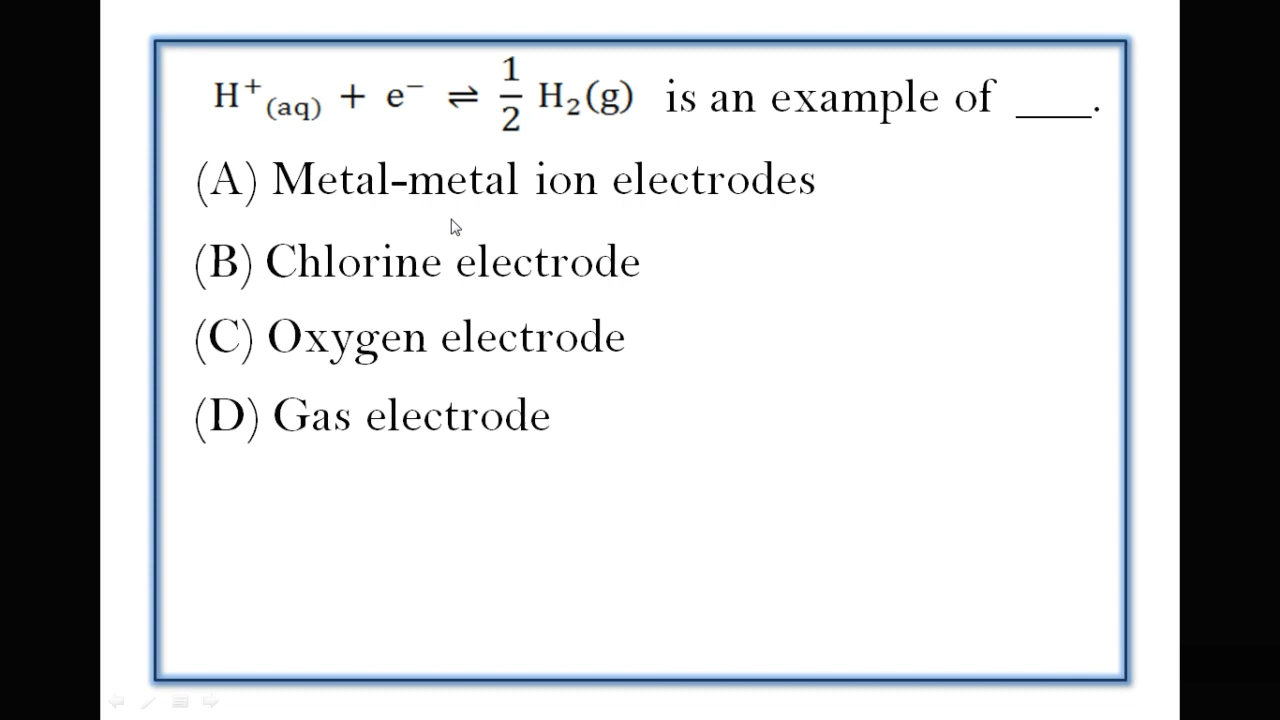 H⁺(aq) + e⁻ ⇌ 1/2 H₂(g) is an example of ____.
(A) Metal-metal ion electrodes
(B) Chlorine electrode
(C) Oxygen electrode
(D) Gas electrode